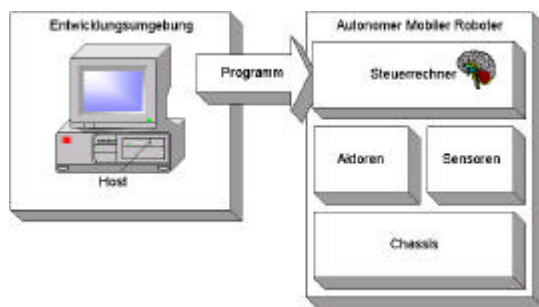 Entwicklungsumgebung
Host
Programm
Autonomer Mobiler Roboter
Steuerrechner
Aktoren
Sensoren
Chassis